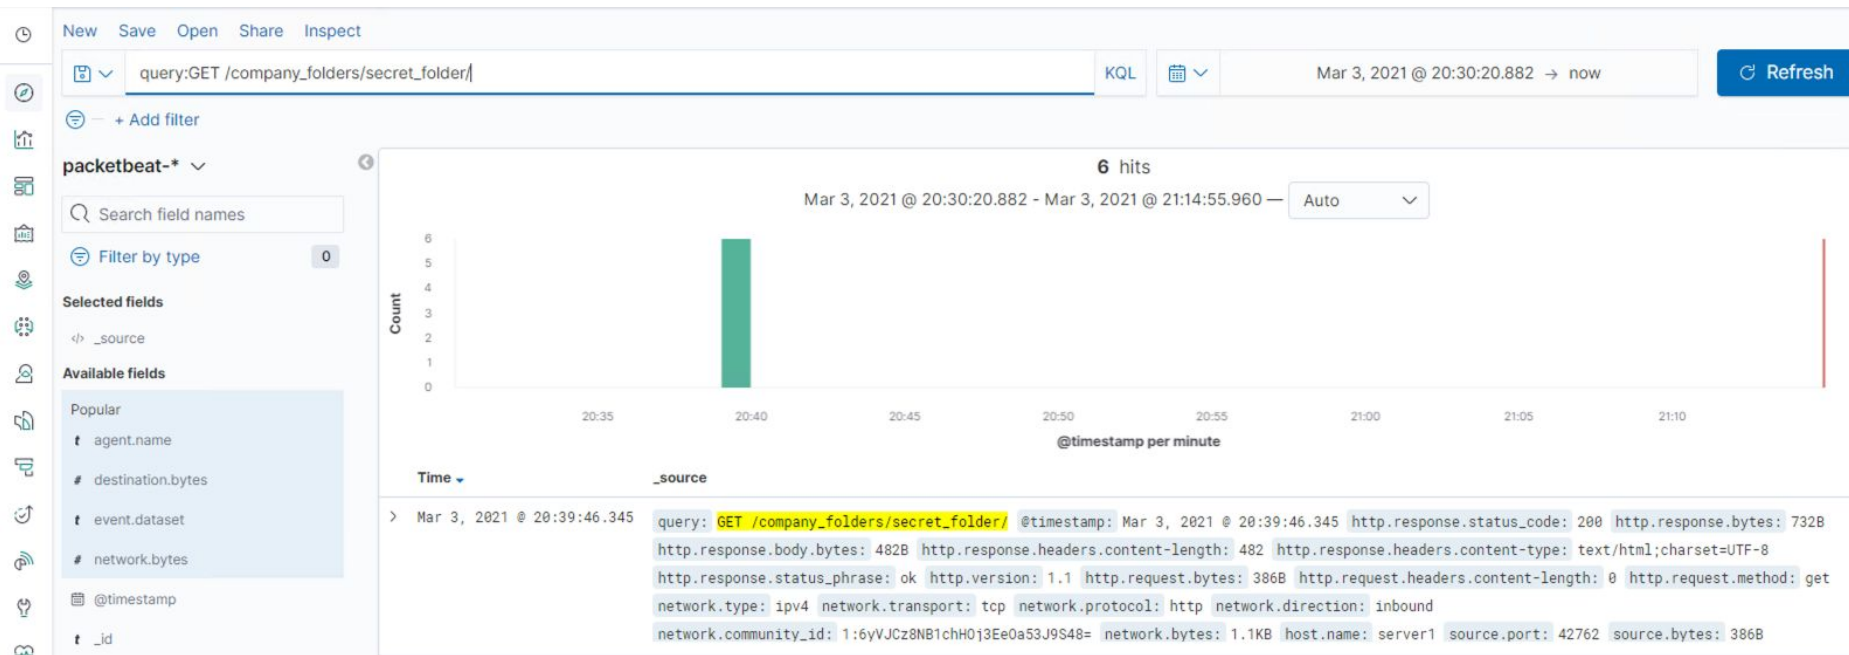 New Save Open Share Inspect
query:GET /company_folders/secret_folder/
KQL
Mar 3, 2021 @ 20:30:20.882 → now
Refresh
+ Add filter
packetbeat-*
Search field names
Filter by type 0
Selected fields
</> _source
Available fields
Popular
t agent.name
# destination.bytes
t event.dataset
# network.bytes
@timestamp
t _id
6 hits
Mar 3, 2021 @ 20:30:20.882 - Mar 3, 2021 @ 21:14:55.960 — Auto
Count
6
5
4
3
2
1
0
20:35 20:40 20:45 20:50 20:55 21:00 21:05 21:10
@timestamp per minute
Time _source
> Mar 3, 2021 @ 20:39:46.345
query: GET /company_folders/secret_folder/ @timestamp: Mar 3, 2021 @ 20:39:46.345 http.response.status_code: 200 http.response.bytes: 732B
http.response.body.bytes: 482B http.response.headers.content-length: 482 http.response.headers.content-type: text/html;charset=UTF-8
http.response.status_phrase: ok http.version: 1.1 http.request.bytes: 386B http.request.headers.content-length: 0 http.request.method: get
network.type: ipv4 network.transport: tcp network.protocol: http network.direction: inbound
network.community_id: 1:6yVJCz8NB1chHOj3EeOa53J9S48= network.bytes: 1.1KB host.name: server1 source.port: 42762 source.bytes: 386B